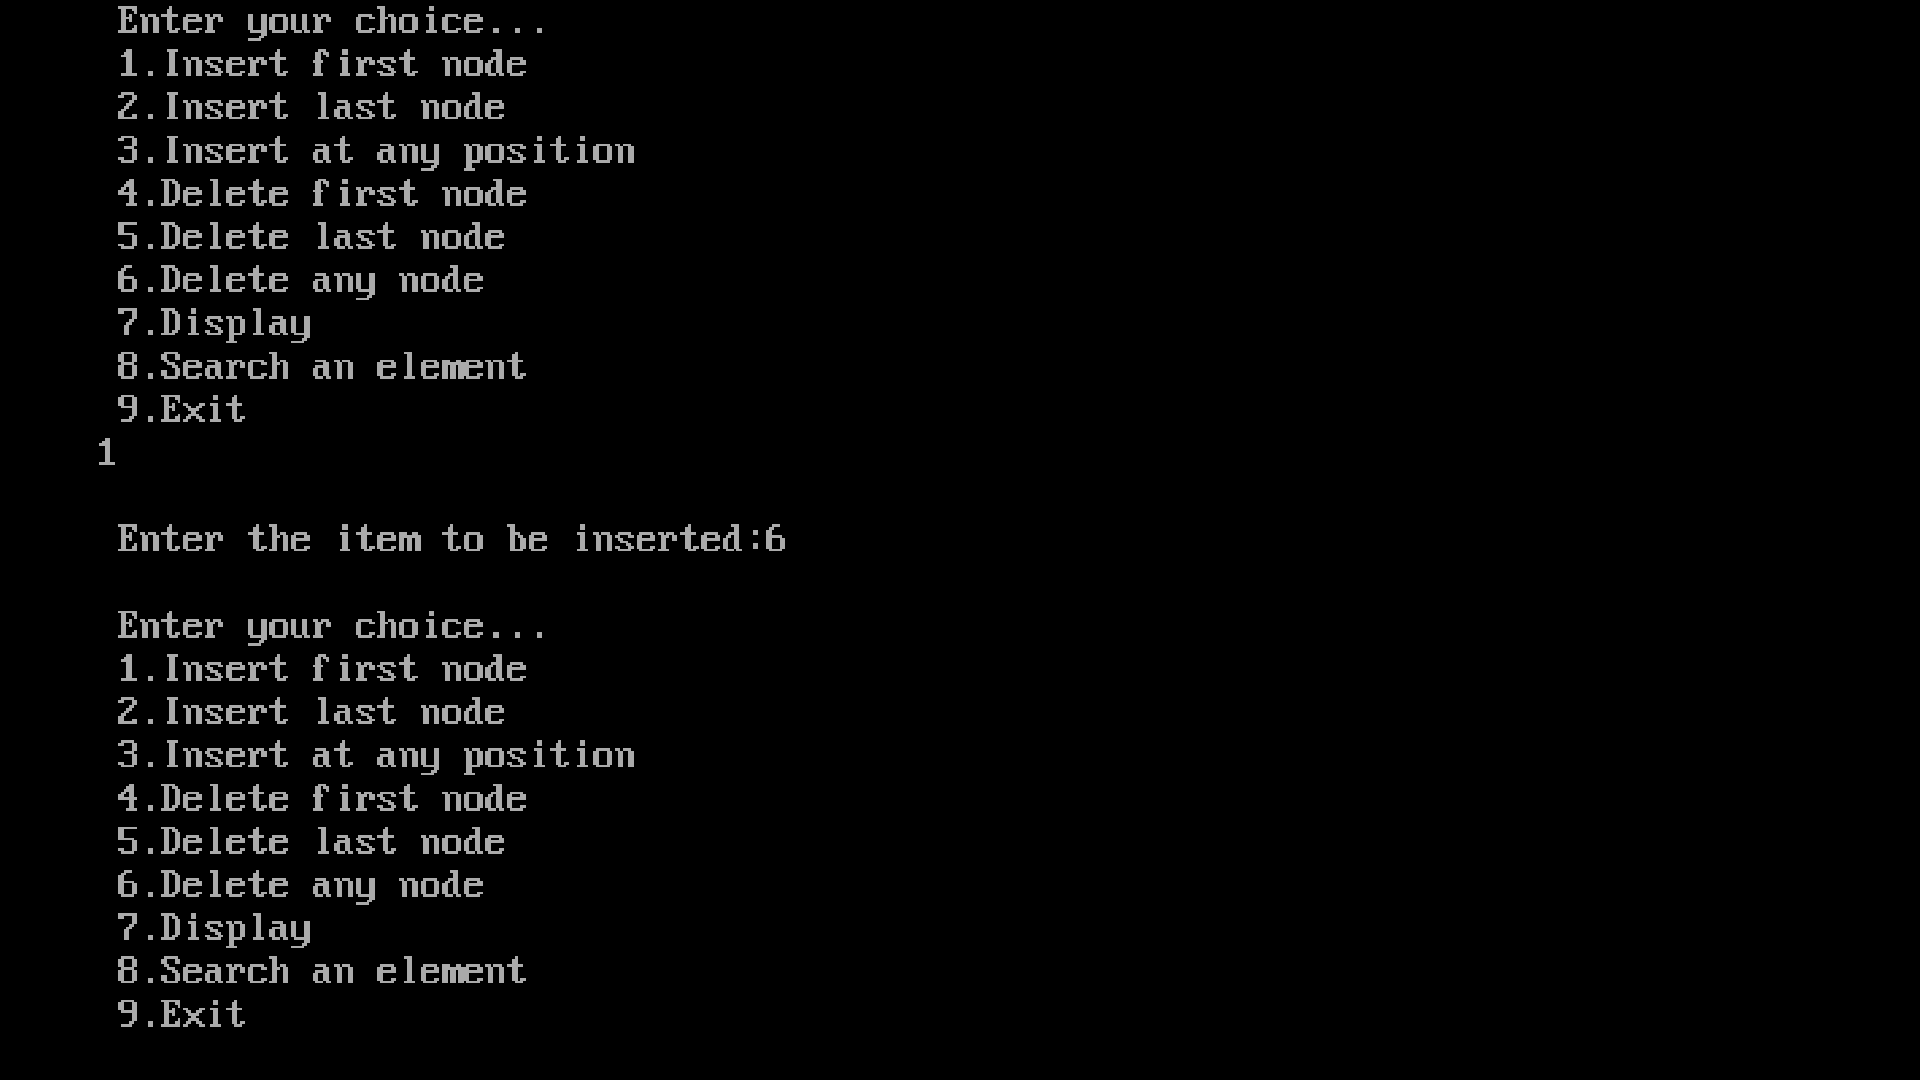 Enter your choice...
1.Insert first node
2.Insert last node
3.Insert at any position
4.Delete first node
5.Delete last node
6.Delete any node
7.Display
8.Search an element
9.Exit
1
Enter the item to be inserted:6
Enter your choice...
1.Insert first node
2.Insert last node
3.Insert at any position
4.Delete first node
5.Delete last node
6.Delete any node
7.Display
8.Search an element
9.Exit